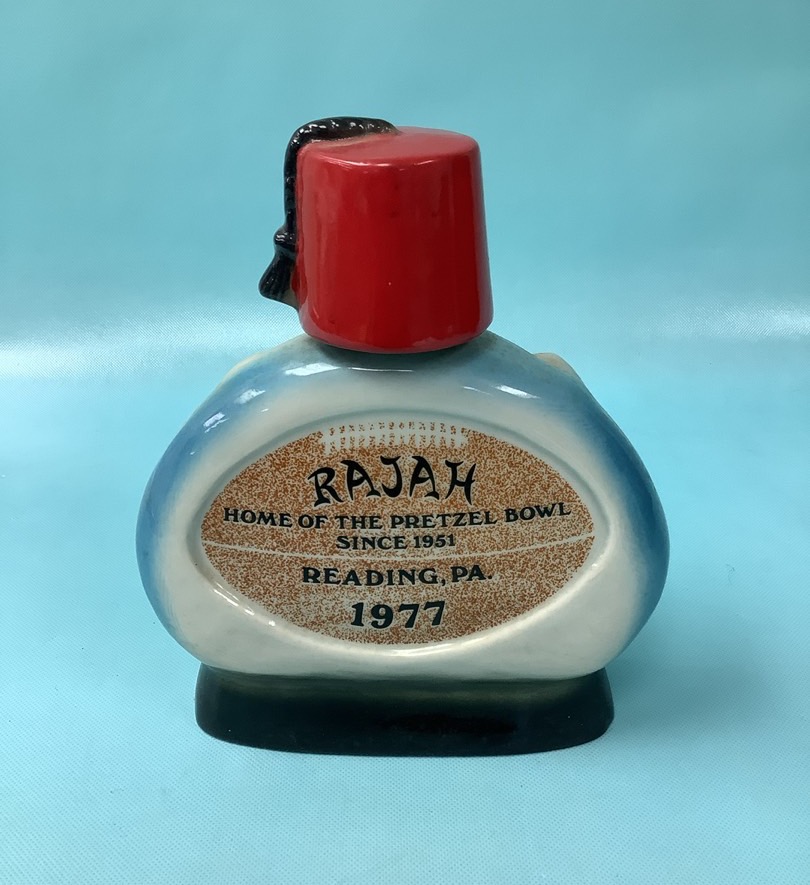 RAJAH
HOME OF THE PRETZEL BOWL
SINCE 1951
READING, PA.
1977